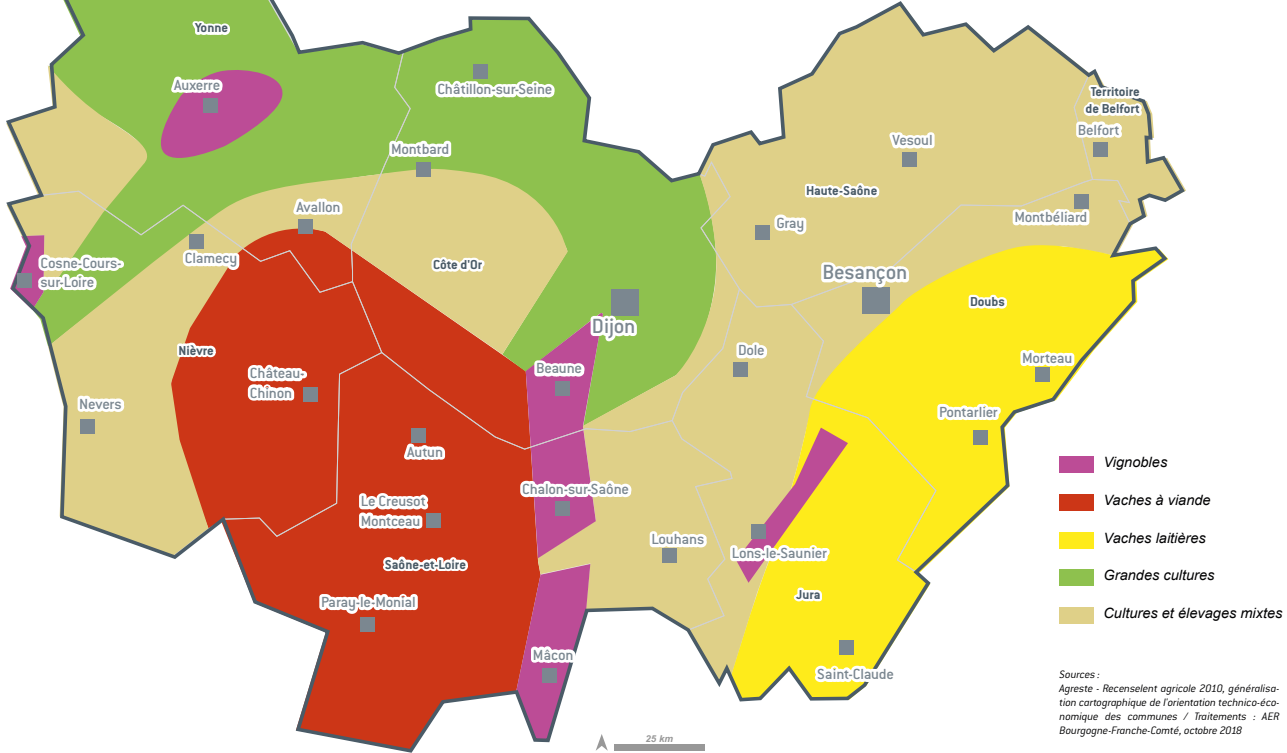 Yonne
Auxerre
Châtillon-sur-Seine
Territoire
de Belfort
Belfort
Vesoul
Montbard
Haute-Saône
Montbéliard
Avallon
Gray
Clamecy
Cosne-Cours-
sur-Loire
Côte d'Or
Besançon
Doubs
Dijon
Nièvre
Dole
Morteau
Beaune
Château-
Chinon
Nevers
Pontarlier
Autun
Chalon-sur-Saône
Le Creusot
Montceau
Louhans
Lons-le-Saunier
Saône-et-Loire
Jura
Paray-le-Monial
Mâcon
Saint-Claude
25 km
Vignobles
Vaches à viande
Vaches laitières
Grandes cultures
Cultures et élevages mixtes
Sources :
Agreste - Recenselent agricole 2010, généralisa-
tion cartographique de l'orientation technico-éco-
nomique des communes / Traitements : AER
Bourgogne-Franche-Comté, octobre 2018